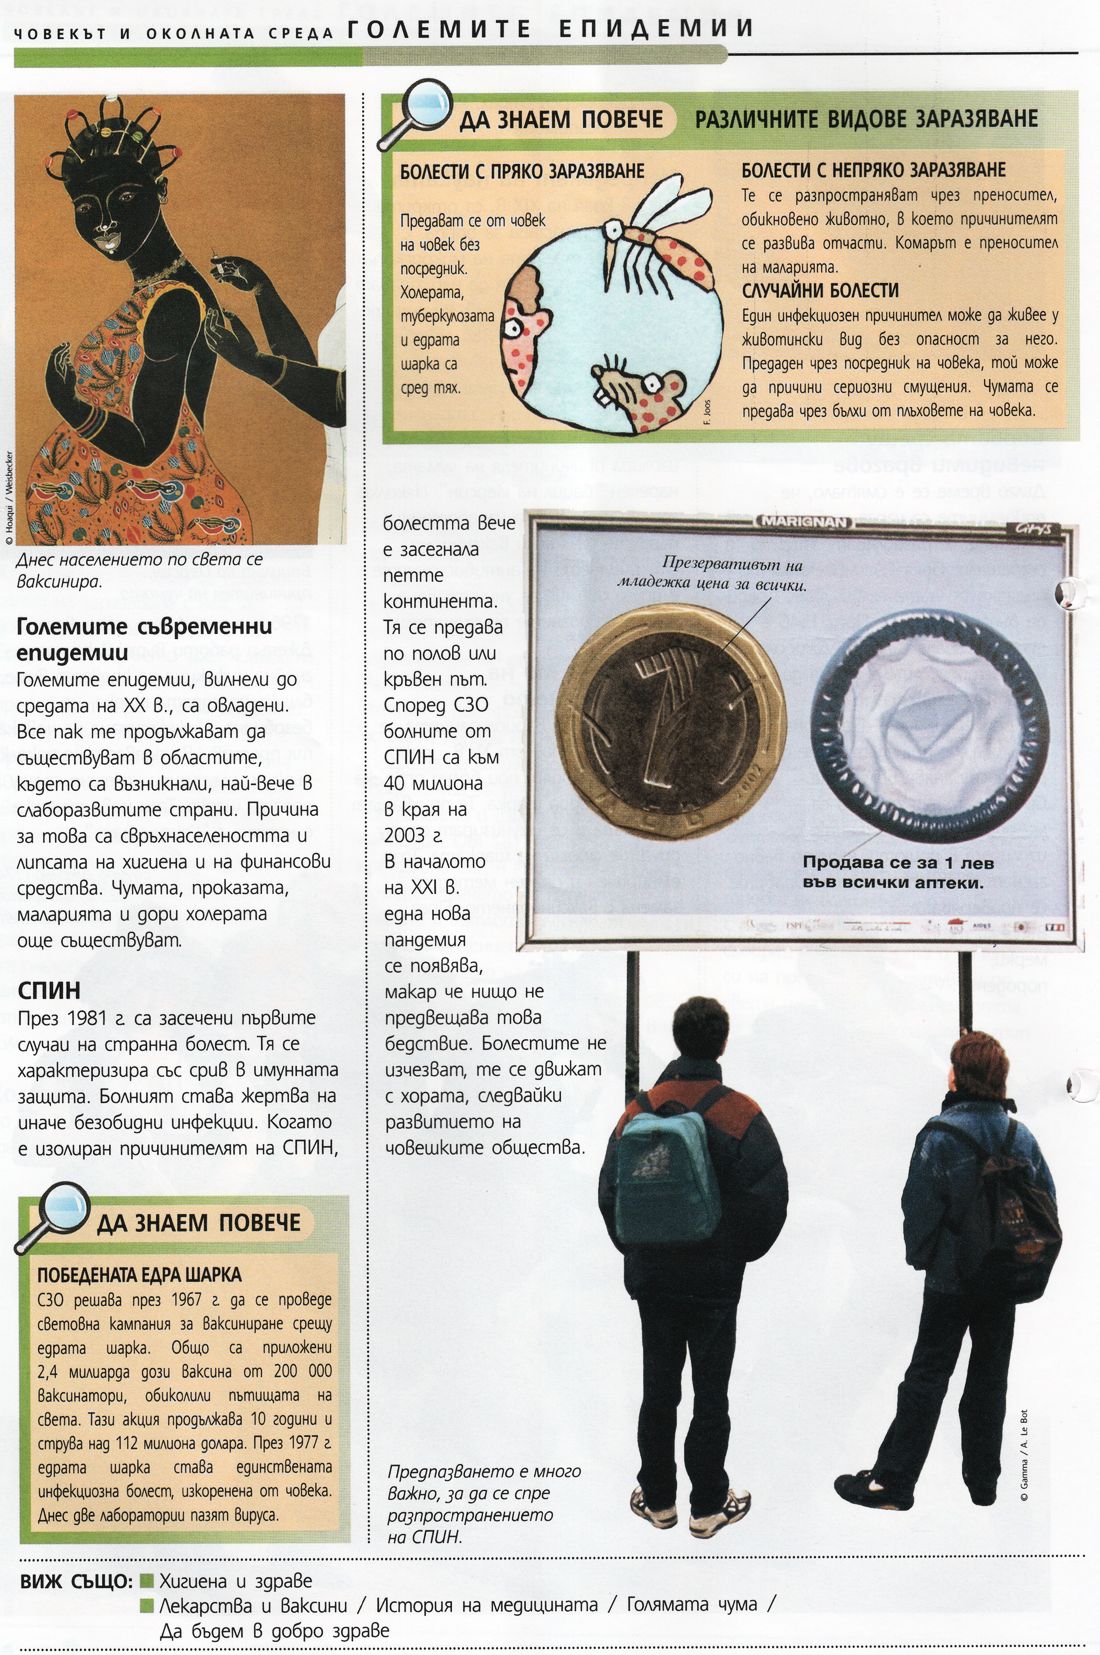 ЧОВЕКЪТ И ОКОЛНАТА СРЕДА ГОЛЕМИТЕ ЕПИДЕМИИ
© Hoaqui / Weisbecker
Днес населението по света се
ваксинира.
Големите съвременни
епидемии
Големите епидемии, вилнели до
средата на XX в., са овладени.
Все пак те продължават да
съществуват в областите,
където са възникнали, най-вече в
слаборазвитите страни. Причина
за това са свръхнаселеността и
липсата на хигиена и на финансови
средства. Чумата, проказата,
маларията и дори холерата
още съществуват.
СПИН
През 1981 г. са засечени първите
случаи на странна болест. Тя се
характеризира със срив в имунната
защита. Болният става жертва на
иначе безобидни инфекции. Когато
е изолиран причинителят на СПИН,
ДА ЗНАЕМ ПОВЕЧЕ
ПОБЕДЕНАТА ЕДРА ШАРКА
СЗО решава през 1967 г. да се проведе
световна кампания за ваксиниране срещу
едрата шарка. Общо са приложени
2,4 милиарда дози ваксина от 200 000
ваксинатори, обиколили пътищата на
света. Тази акция продължава 10 години и
струва над 112 милиона долара. През 1977 г.
едрата шарка става единствената
инфекциозна болест, изкоренена от човека.
Днес две лаборатории пазят вируса.
ДА ЗНАЕМ ПОВЕЧЕ РАЗЛИЧНИТЕ ВИДОВЕ ЗАРАЗЯВАНЕ
БОЛЕСТИ С ПРЯКО ЗАРАЗЯВАНЕ
Предават се от човек
на човек без
посредник.
Холерата,
туберкулозата
и едрата
шарка са
сред тях.
F. Joos
БОЛЕСТИ С НЕПРЯКО ЗАРАЗЯВАНЕ
Те се разпространяват чрез преносител,
обикновено животно, в което причинителят
се развива отчасти. Комарът е преносител
на маларията.
СЛУЧАЙНИ БОЛЕСТИ
Един инфекциозен причинител може да живее у
животински вид без опасност за него.
Предаден чрез посредник на човека, той може
да причини сериозни смущения. Чумата се
предава чрез бълхи от плъховете на човека.
болестта вече
е засегнала
петте
континента.
Тя се предава
по полов или
кръвен път.
Според СЗО
болните от
СПИН са към
40 милиона
в края на
2003 г.
В началото
на XXI в.
една нова
пандемия
се появява,
макар че нищо не
предвещава това
бедствие. Болестите не
изчезват, те се движат
с хората, следвайки
развитието на
човешките общества.
MARIGNAN
Citys
Презервативът на
младежка цена за всички.
1
2002
ЛЕВ
Продава се за 1 лев
във всички аптеки.
AIDES
TF1
© Gamma / A. Le Bot
Предпазването е много
важно, за да се спре
разпространението
на СПИН.
ВИЖ СЪЩО: Хигиена и здраве
Лекарства и ваксини / История на медицината / Голямата чума /
Да бъдем в добро здраве